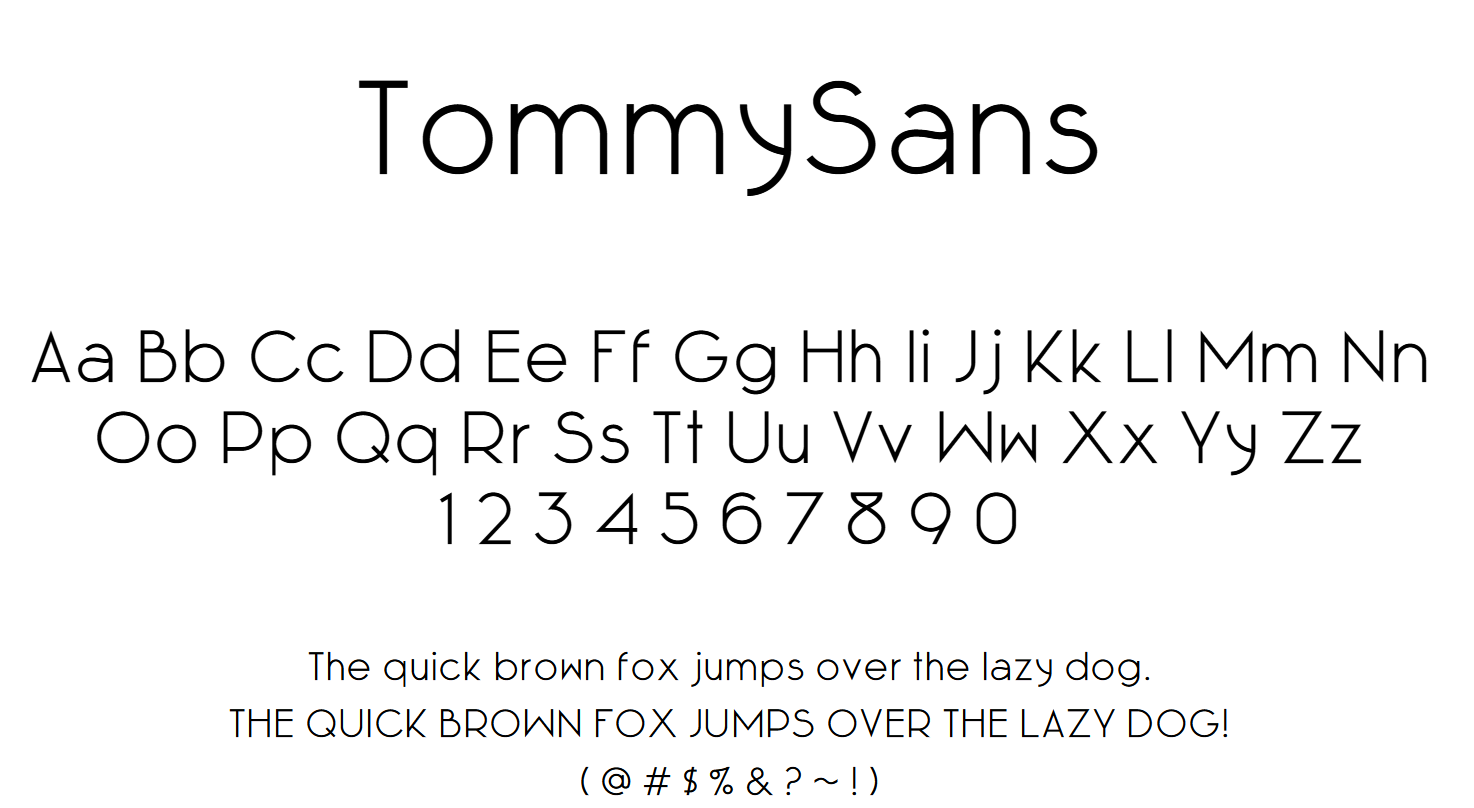 TommySans
Aa Bb Cc Dd Ee Ff Gg Hh Ii Jj Kk Ll Mm Nn
Oo Pp Qq Rr Ss Tt Uu Vv Ww Xx Yy Zz
1 2 3 4 5 6 7 8 9 0
The quick brown fox jumps over the lazy dog.
THE QUICK BROWN FOX JUMPS OVER THE LAZY DOG!
( @ # $ % & ? ~ ! )